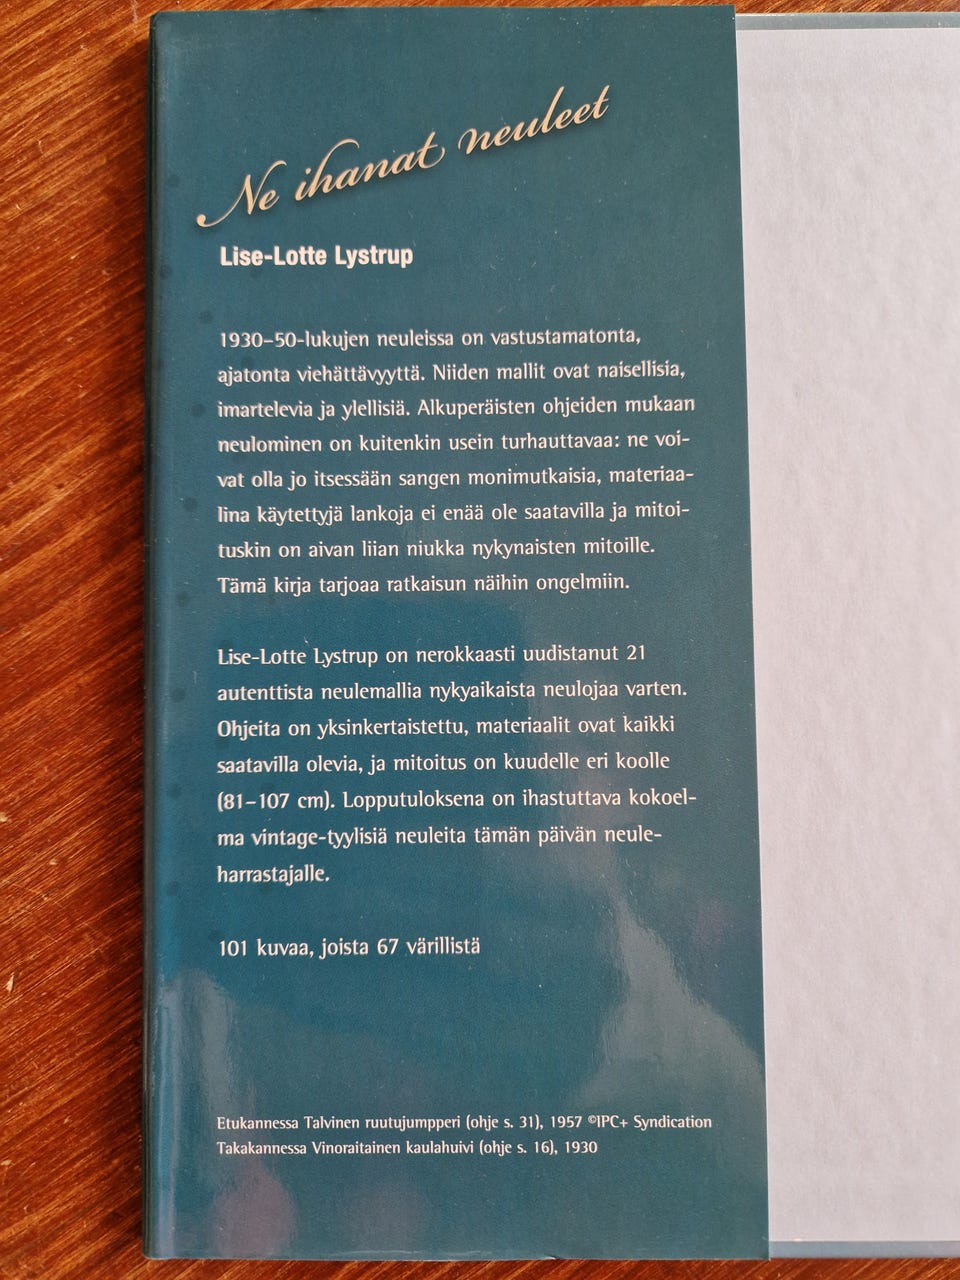 Ne ihanat neuleet
Lise-Lotte Lystrup
1930–50-lukujen neuleissa on vastustamatonta,
ajatonta viehättävyyttä. Niiden mallit ovat naisellisia,
imartelevia ja ylellisiä. Alkuperäisten ohjeiden mukaan
neulominen on kuitenkin usein turhauttavaa: ne voi-
vat olla jo itsessään sangen monimutkaisia, materiaa-
lina käytettyjä lankoja ei enää ole saatavilla ja mitoi-
tuskin on aivan liian niukka nykynaisten mitoille.
Tämä kirja tarjoaa ratkaisun näihin ongelmiin.
Lise-Lotte Lystrup on nerokkaasti uudistanut 21
autenttista neulemallia nykyaikaista neulojaa varten.
Ohjeita on yksinkertaistettu, materiaalit ovat kaikki
saatavilla olevia, ja mitoitus on kuudelle eri koolle
(81–107 cm). Lopputuloksena on ihastuttava kokoel-
ma vintage-tyylisiä neuleita tämän päivän neule-
harrastajalle.
101 kuvaa, joista 67 värillistä
Etukannessa Talvinen ruutujumpperi (ohje s. 31), 1957 ©IPC+ Syndication
Takakannessa Vinoraitainen kaulahuivi (ohje s. 16), 1930